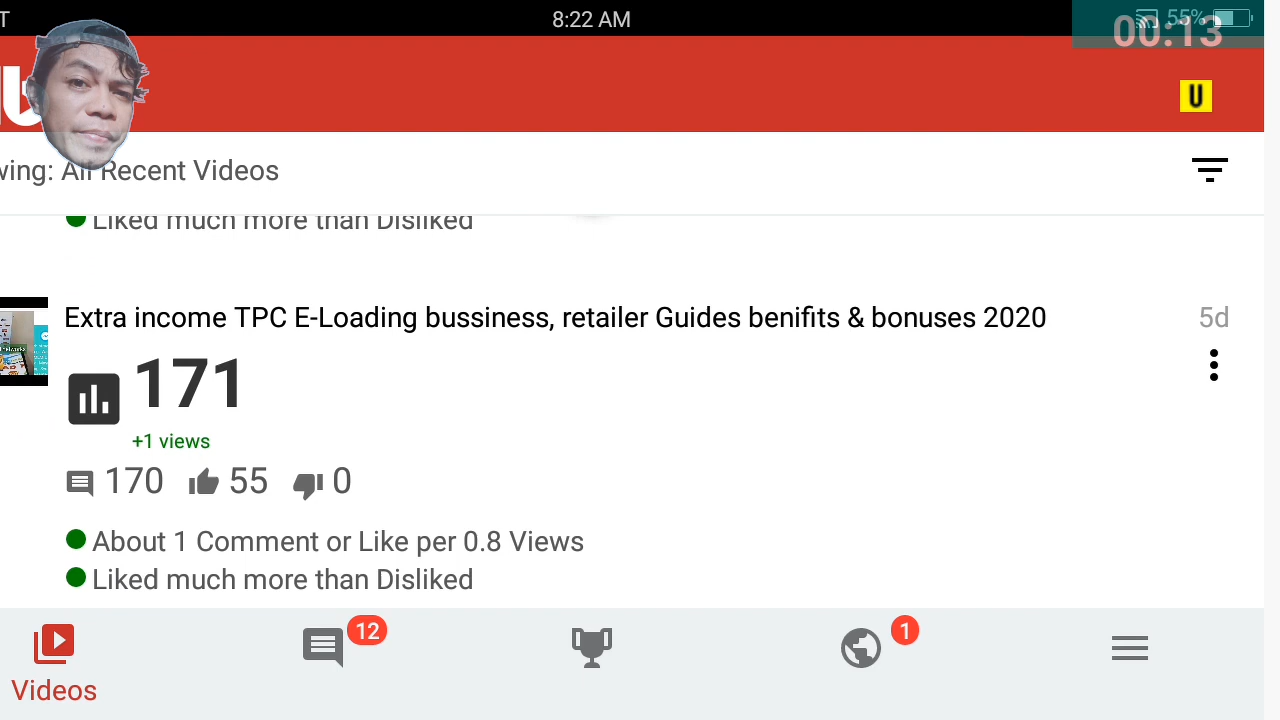 T
8:22 AM
55%
00:13
U
wing: All Recent Videos
Liked much more than Disliked
Extra income TPC E-Loading bussiness, retailer Guides benifits & bonuses 2020
5d
171
+1 views
170 55 0
About 1 Comment or Like per 0.8 Views
Liked much more than Disliked
12
1
Videos